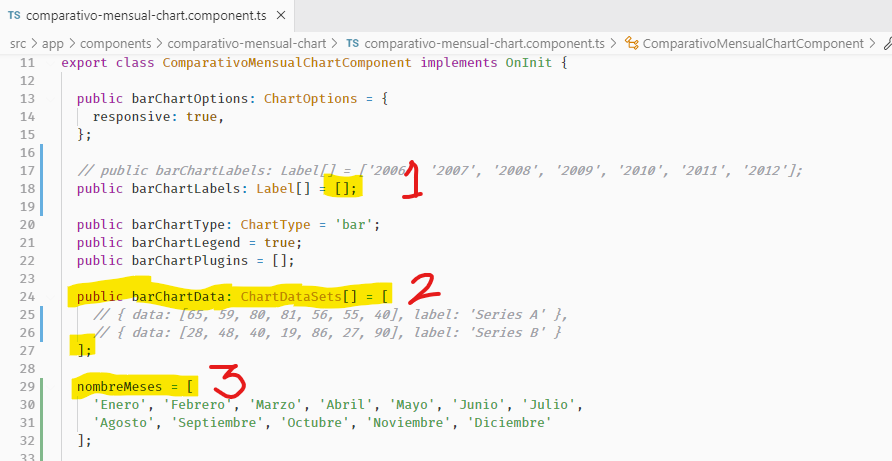 TS comparativo-mensual-chart.component.ts ×
src > app > components > comparativo-mensual-chart > TS comparativo-mensual-chart.component.ts > ComparativoMensualChartComponent >
11 export class ComparativoMensualChartComponent implements OnInit {
12
13 public barChartOptions: ChartOptions = {
14 responsive: true,
15 };
16
17 // public barChartLabels: Label[] = ['2006 '2007', '2008', '2009', '2010', '2011', '2012'];
18 public barChartLabels: Label[] = []; 1
19
20 public barChartType: ChartType = 'bar';
21 public barChartLegend = true;
22 public barChartPlugins = [];
23
24 public barChartData: ChartDataSets[] = [ 2
25 // { data: [65, 59, 80, 81, 56, 55, 40], label: 'Series A' },
26 // { data: [28, 48, 40, 19, 86, 27, 90], label: 'Series B' }
27 ];
28
29 nombreMeses = [ 3
30 'Enero', 'Febrero', 'Marzo', 'Abril', 'Mayo', 'Junio', 'Julio',
31 'Agosto', 'Septiembre', 'Octubre', 'Noviembre', 'Diciembre'
32 ];
33